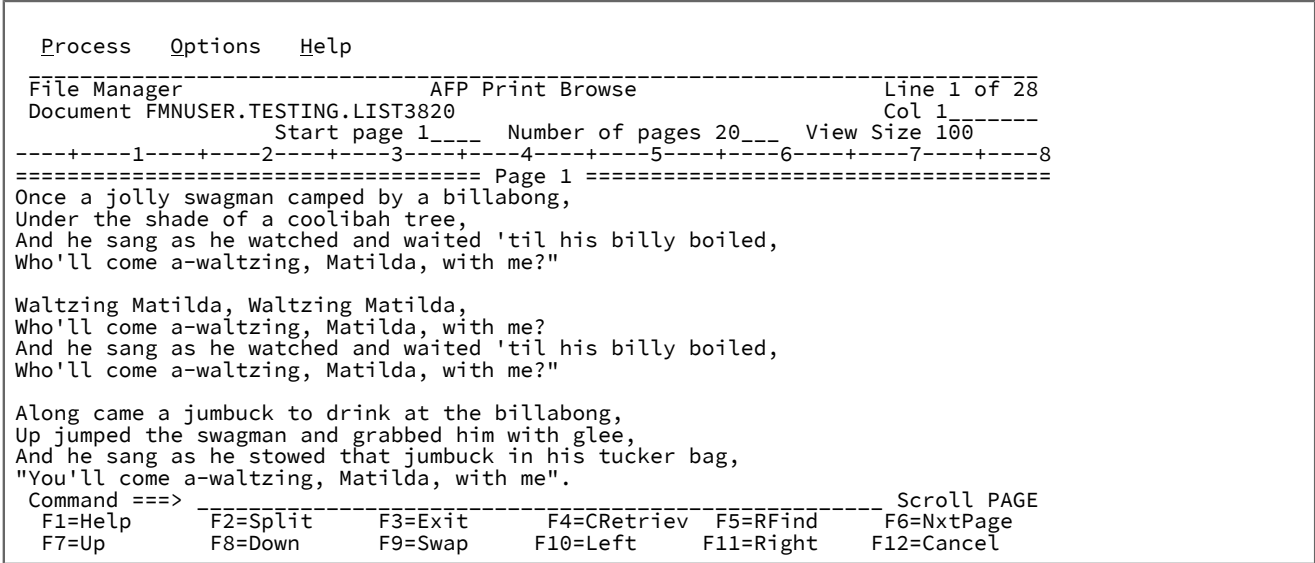 Process   Options   Help
______________________________________________________________________________
File Manager                   AFP Print Browse                   Line 1 of 28
Document FMNUSER.TESTING.LIST3820                                 Col 1_______
Start page 1____  Number of pages 20___  View Size 100
----+----1----+----2----+----3----+----4----+----5----+----6----+----7----+----8
==================================== Page 1 ====================================
Once a jolly swagman camped by a billabong,
Under the shade of a coolibah tree,
And he sang as he watched and waited 'til his billy boiled,
Who'll come a-waltzing, Matilda, with me?"

Waltzing Matilda, Waltzing Matilda,
Who'll come a-waltzing, Matilda, with me?
And he sang as he watched and waited 'til his billy boiled,
Who'll come a-waltzing, Matilda, with me?"

Along came a jumbuck to drink at the billabong,
Up jumped the swagman and grabbed him with glee,
And he sang as he stowed that jumbuck in his tucker bag,
"You'll come a-waltzing, Matilda, with me".
Command ===> _____________________________________________________ Scroll PAGE
F1=Help      F2=Split     F3=Exit      F4=CRetriev  F5=RFind     F6=NxtPage
F7=Up        F8=Down      F9=Swap     F10=Left     F11=Right    F12=Cancel